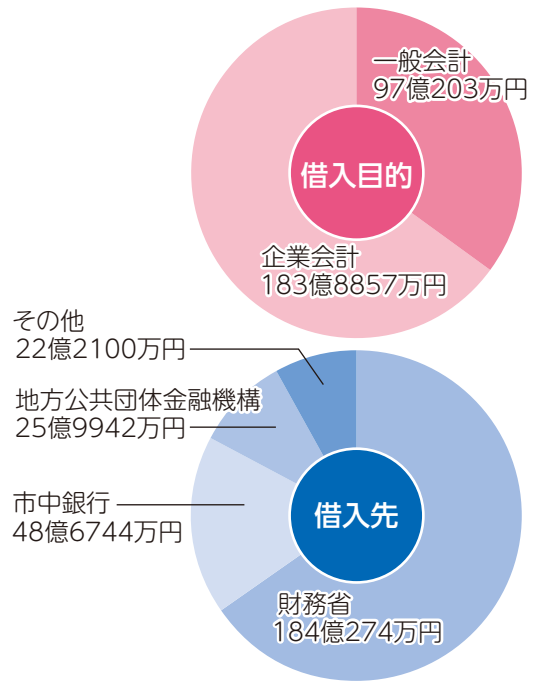 一般会計
97億203万円
借入目的
企業会計
183億8857万円
その他
22億2100万円
地方公共団体金融機構
25億9942万円
市中銀行
48億6744万円
借入先
財務省
184億274万円